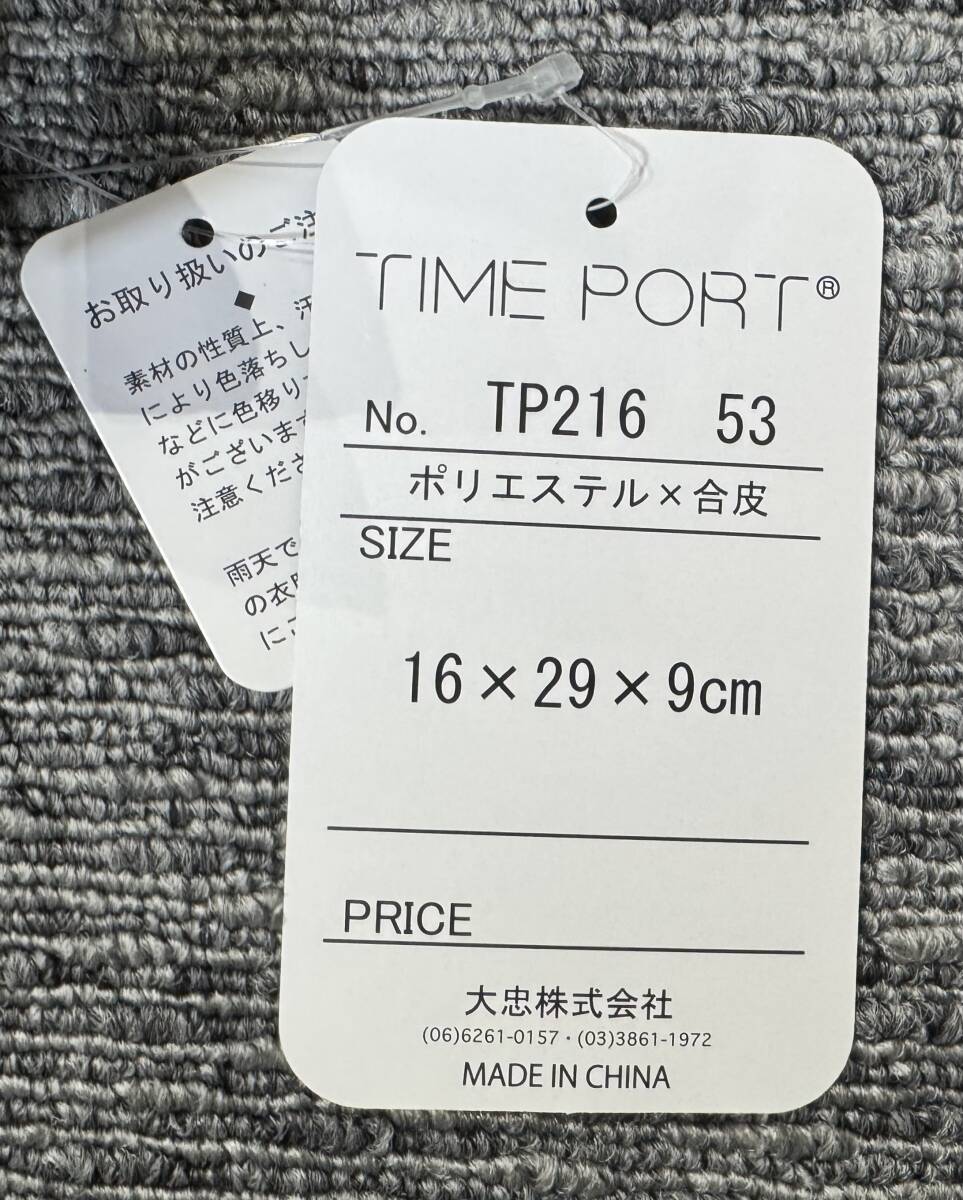 TIME PORT®
No. TP216 53
ポリエステル×合皮
SIZE
16×29×9cm
PRICE
大忠株式会社
(06)6261-0157・(03)3861-1972
MADE IN CHINA
お取り扱いのご注
◆
素材の性質上、汗
により色落ちし
などに色移り
がございます
注意くださ
雨天で
の衣
に